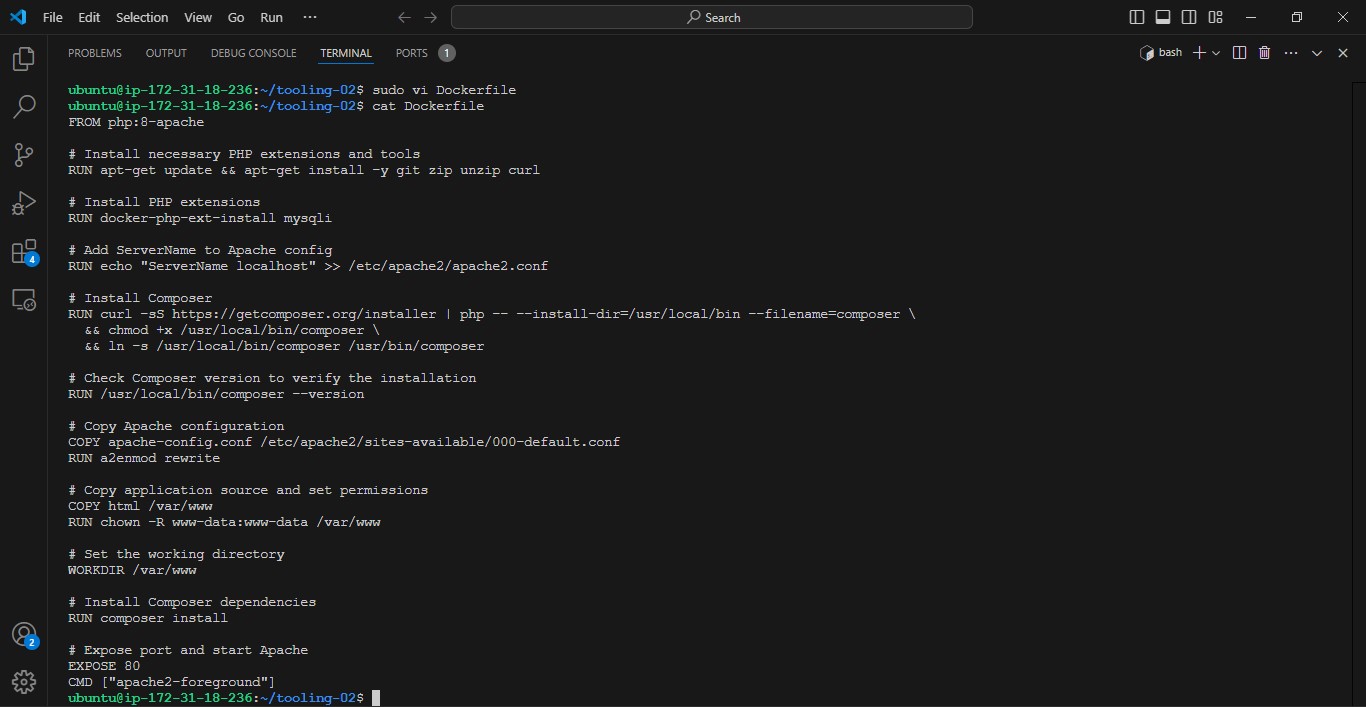 File Edit Selection View Go Run ··· Search
PROBLEMS OUTPUT DEBUG CONSOLE TERMINAL PORTS 1 bash
ubuntu@ip-172-31-18-236:~/tooling-02$ sudo vi Dockerfile
ubuntu@ip-172-31-18-236:~/tooling-02$ cat Dockerfile
FROM php:8-apache
# Install necessary PHP extensions and tools
RUN apt-get update && apt-get install -y git zip unzip curl
# Install PHP extensions
RUN docker-php-ext-install mysqli
# Add ServerName to Apache config
RUN echo "ServerName localhost" >> /etc/apache2/apache2.conf
# Install Composer
RUN curl -sS https://getcomposer.org/installer | php -- --install-dir=/usr/local/bin --filename=composer \
  && chmod +x /usr/local/bin/composer \
  && ln -s /usr/local/bin/composer /usr/bin/composer
# Check Composer version to verify the installation
RUN /usr/local/bin/composer --version
# Copy Apache configuration
COPY apache-config.conf /etc/apache2/sites-available/000-default.conf
RUN a2enmod rewrite
# Copy application source and set permissions
COPY html /var/www
RUN chown -R www-data:www-data /var/www
# Set the working directory
WORKDIR /var/www
# Install Composer dependencies
RUN composer install
# Expose port and start Apache
EXPOSE 80
CMD ["apache2-foreground"]
ubuntu@ip-172-31-18-236:~/tooling-02$
4
2